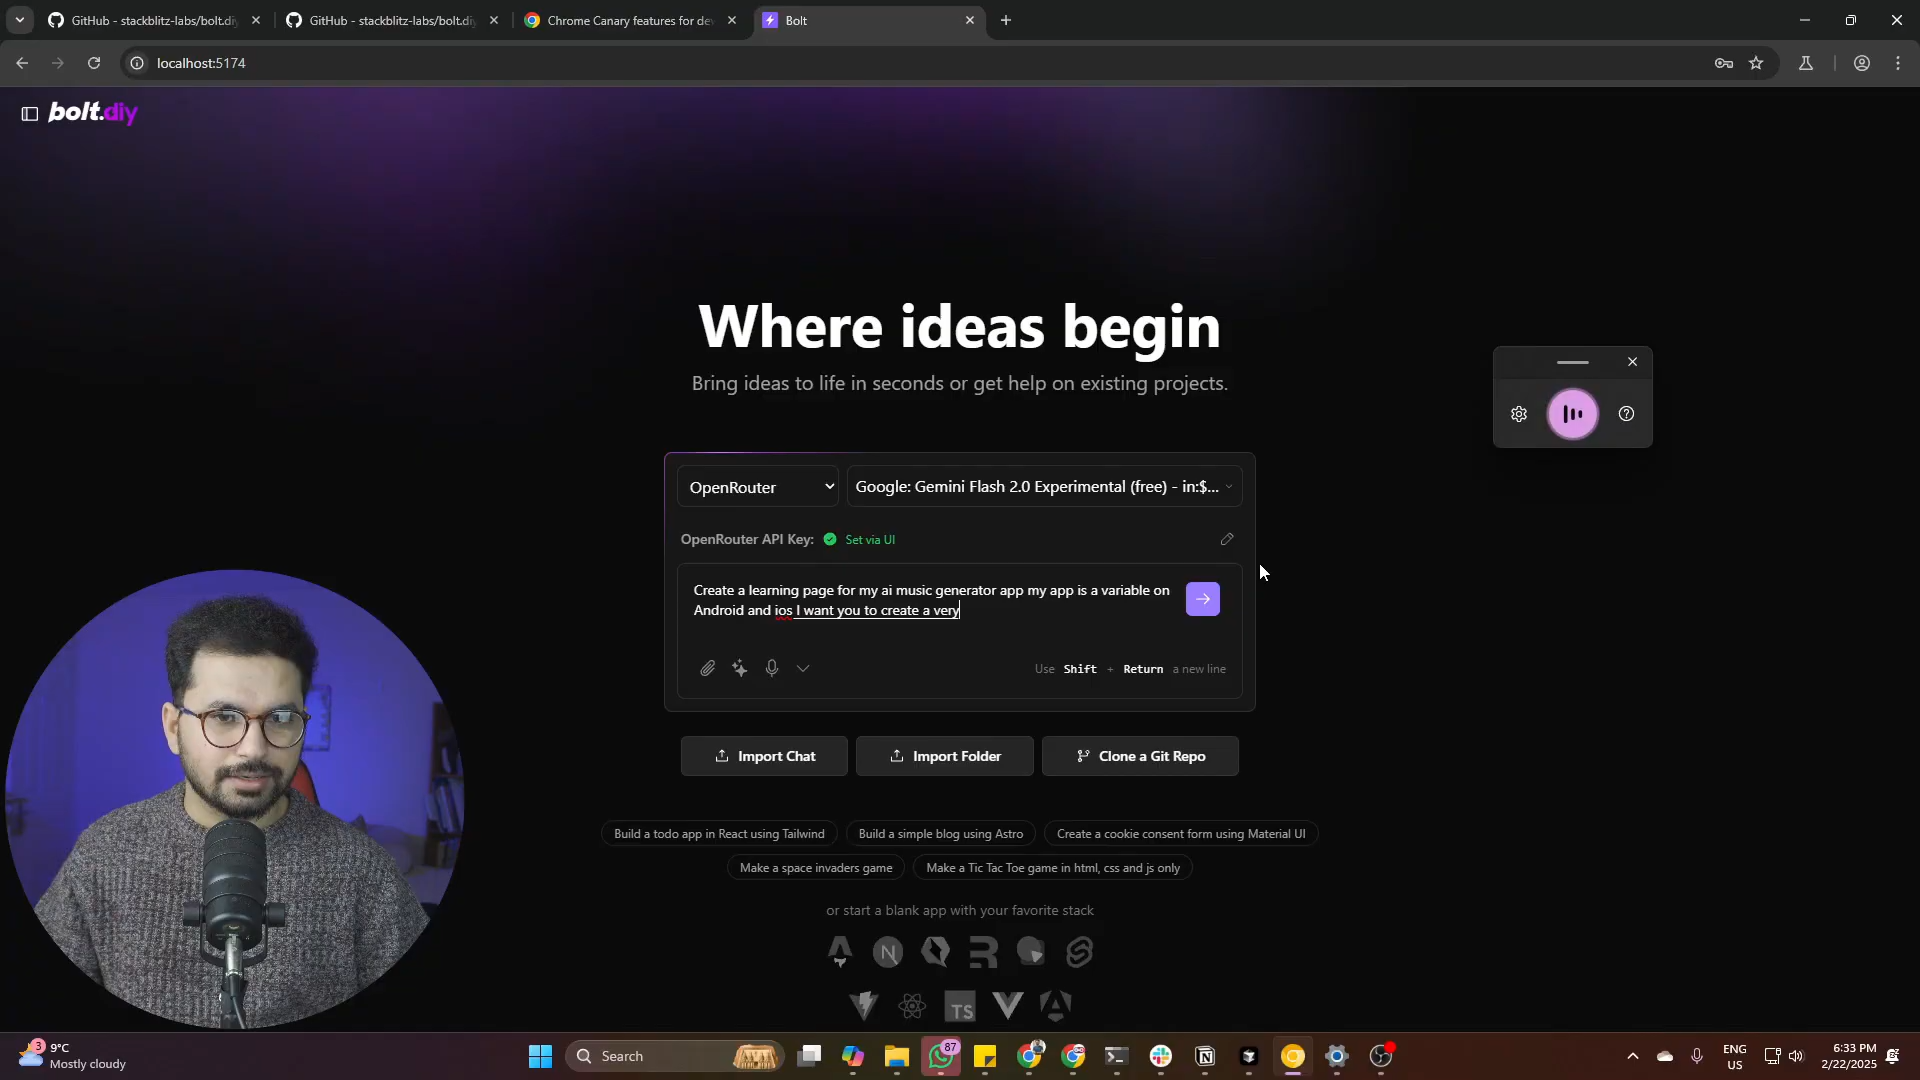 GitHub - stackblitz-labs/bolt.diy
GitHub - stackblitz-labs/bolt.diy
Chrome Canary features for dev
Bolt
localhost:5174
bolt.diy
Where ideas begin
Bring ideas to life in seconds or get help on existing projects.
OpenRouter
Google: Gemini Flash 2.0 Experimental (free) - in:$...
OpenRouter API Key:
Set via UI
Create a learning page for my ai music generator app my app is a variable on
Android and ios I want you to create a very
Use Shift + Return a new line
Import Chat
Import Folder
Clone a Git Repo
Build a todo app in React using Tailwind
Build a simple blog using Astro
Create a cookie consent form using Material UI
Make a space invaders game
Make a Tic Tac Toe game in html, css and js only
or start a blank app with your favorite stack
N
TS
3
9°C
Mostly cloudy
Search
87
ENG
US
6:33 PM
2/22/2025